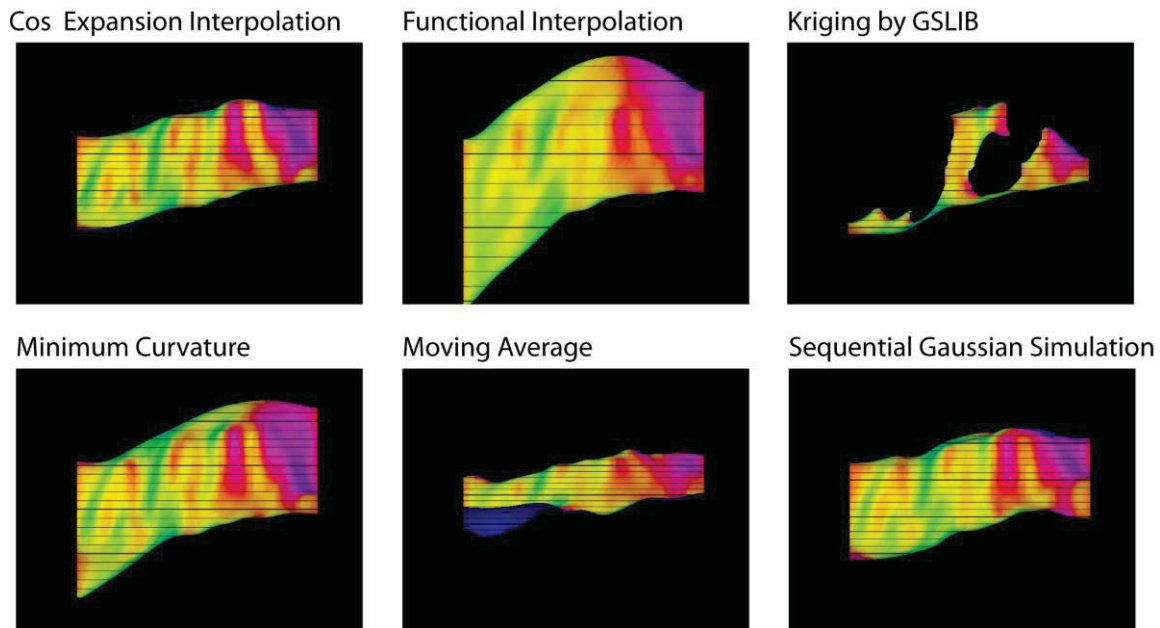 Cos Expansion Interpolation
Functional Interpolation
Kriging by GSLIB
Minimum Curvature
Moving Average
Sequential Gaussian Simulation